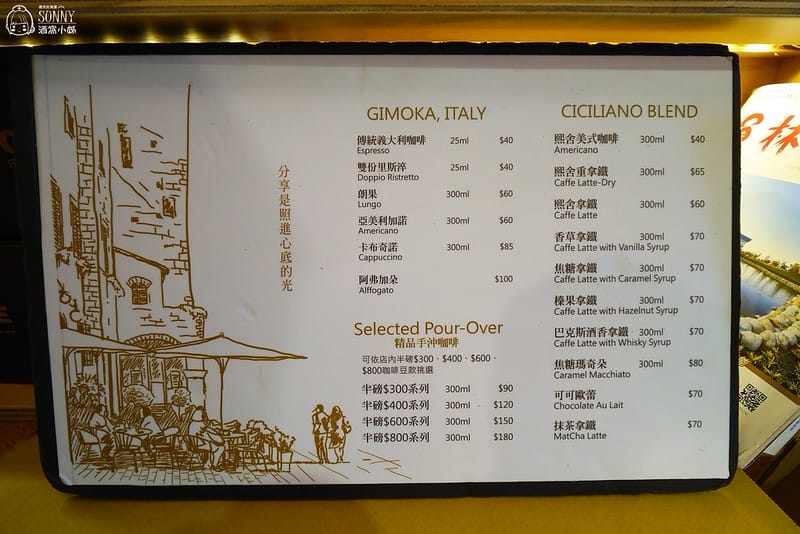 SONNY
酒窩小姊
分享是照進心底的光
GIMOKA, ITALY
傳統義大利咖啡 25ml $40
Espresso
雙份里斯淬 25ml $40
Doppio Ristretto
朗果 300ml $60
Lungo
亞美利加諾 300ml $60
Americano
卡布奇諾 300ml $85
Cappuccino
阿弗加朵 $100
Alffogato
Selected Pour-Over
精品手沖咖啡
可依店內半磅$300、$400、$600、
$800咖啡豆款挑選
半磅$300系列 300ml $90
半磅$400系列 300ml $120
半磅$600系列 300ml $150
半磅$800系列 300ml $180
CICILIANO BLEND
熙舍美式咖啡 300ml $40
Americano
熙舍重拿鐵 300ml $65
Caffe Latte-Dry
熙舍拿鐵 300ml $60
Caffe Latte
香草拿鐵 300ml $70
Caffe Latte with Vanilla Syrup
焦糖拿鐵 300ml $70
Caffe Latte with Caramel Syrup
榛果拿鐵 300ml $70
Caffe Latte with Hazelnut Syrup
巴克斯酒香拿鐵 300ml $70
Caffe Latte with Whisky Syrup
焦糖瑪奇朵 300ml $80
Caramel Macchiato
可可歐蕾 $70
Chocolate Au Lait
抹茶拿鐵 $70
MatCha Latte